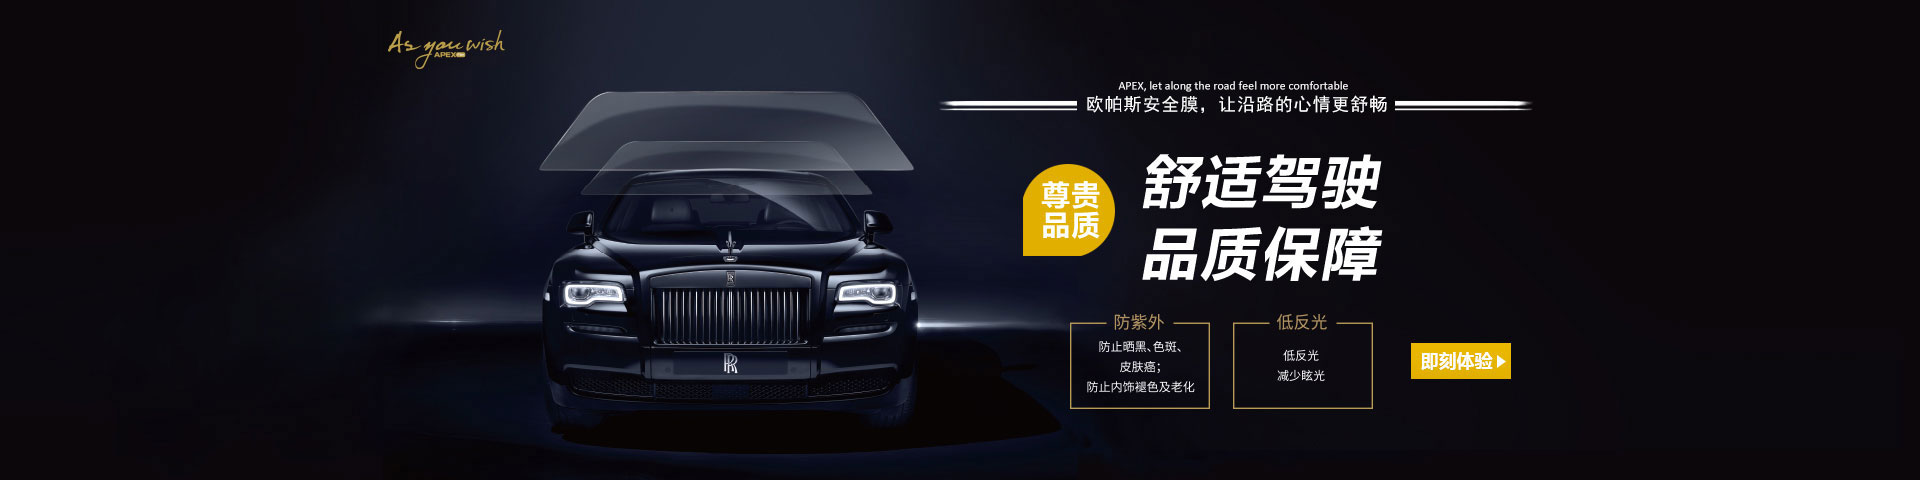 As you wish
APEX
APEX, let along the road feel more comfortable
欧帕斯安全膜，让沿路的心情更舒畅
尊贵
品质
舒适驾驶
品质保障
防紫外
防止晒黑、色斑、
皮肤癌；
防止内饰褪色及老化
低反光
低反光
减少眩光
即刻体验
RR